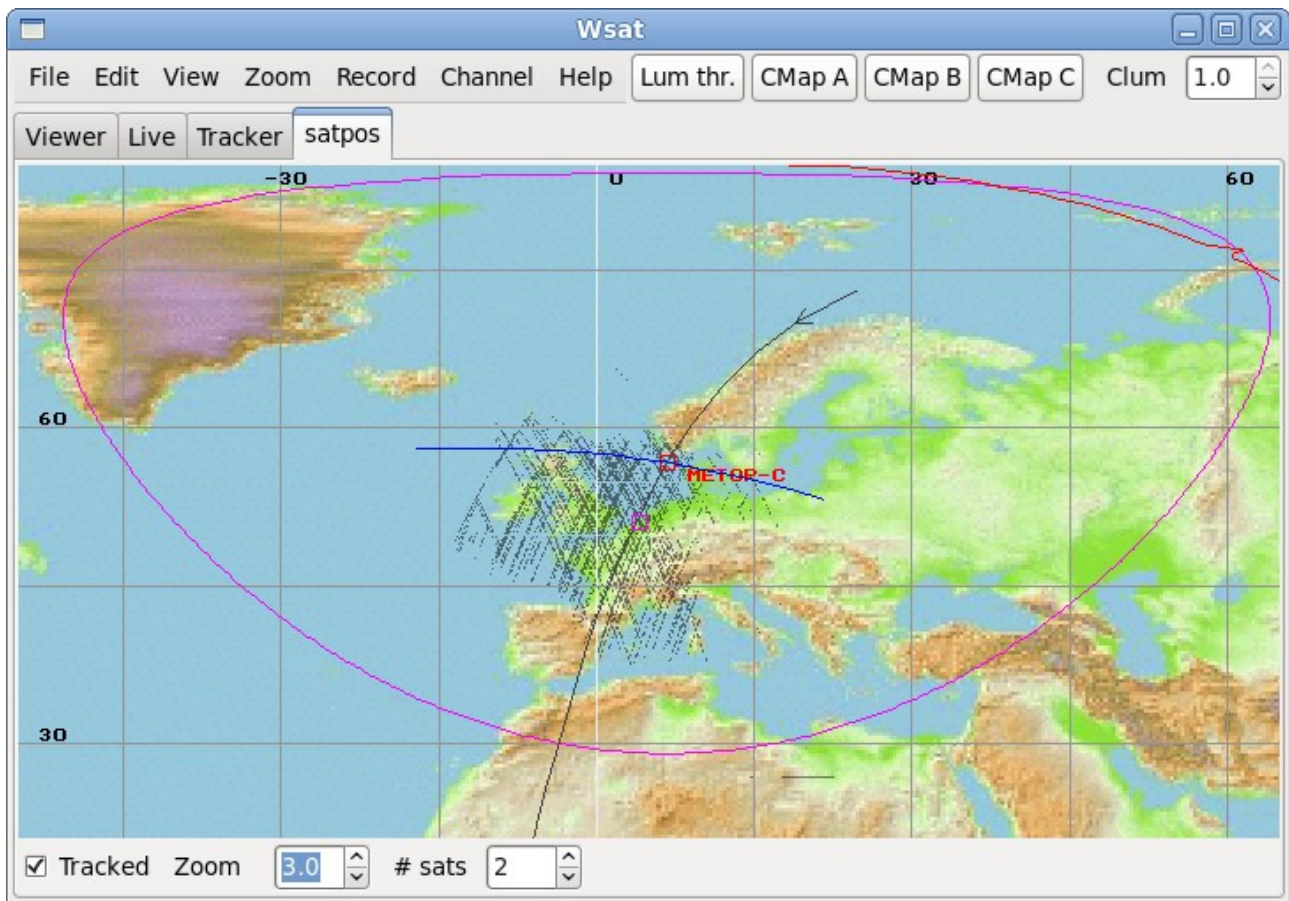 Wsat
File Edit View Zoom Record Channel Help Lum thr. CMap A CMap B CMap C Clum 1.0
Viewer Live Tracker satpos
-30 0 30 60
60
METOP-C
30
Tracked Zoom 3.0 # sats 2